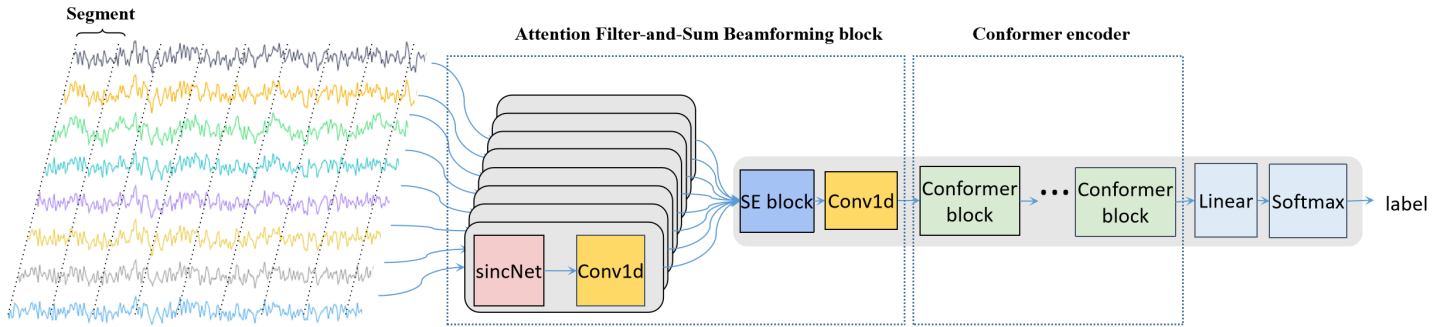 Segment
Attention Filter-and-Sum Beamforming block
Conformer encoder
sincNet
Conv1d
SE block
Conv1d
Conformer
block
...
Conformer
block
Linear
Softmax
label